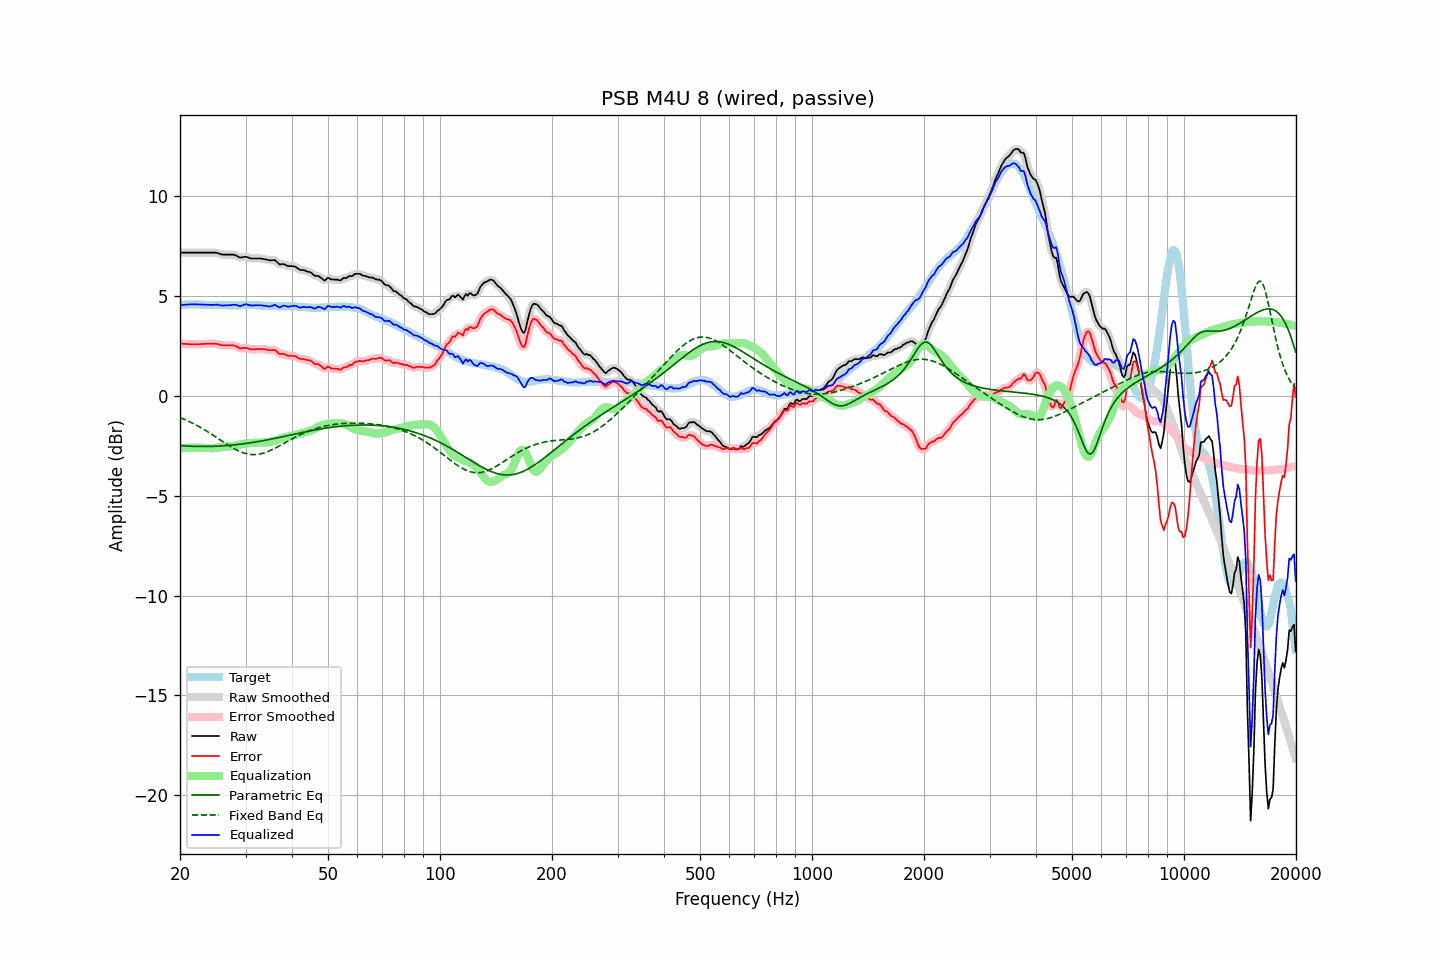 PSB M4U 8 (wired, passive)
Amplitude (dBr)
10
5
0
−5
−10
−15
−20
Target
Raw Smoothed
Error Smoothed
Raw
Error
Equalization
Parametric Eq
Fixed Band Eq
Equalized
20 50 100 200 500 1000 2000 5000 10000 20000
Frequency (Hz)